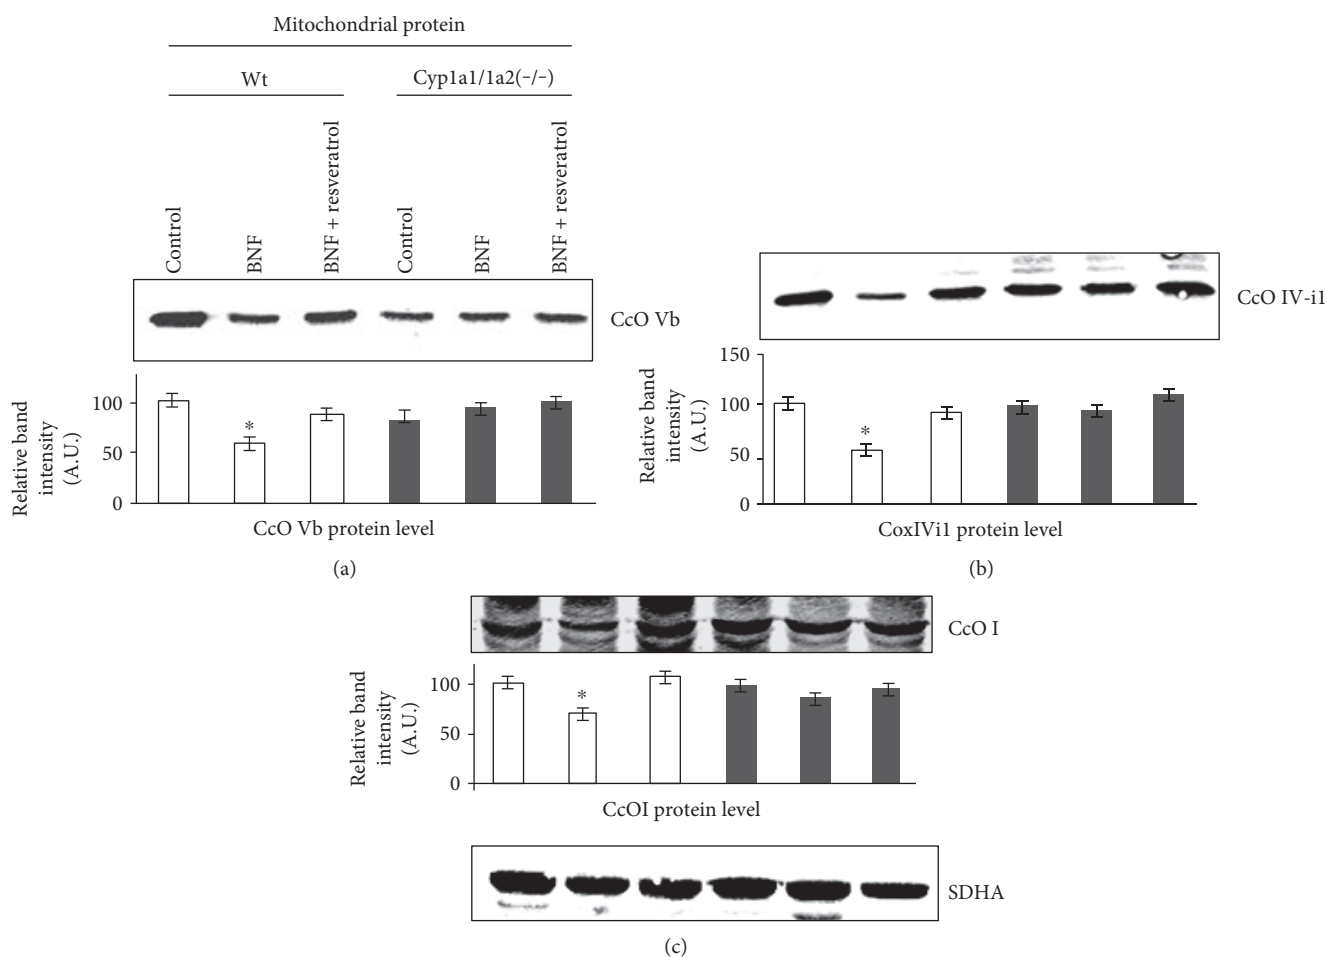 Mitochondrial protein
Wt
Cyp1a1/1a2(−/−)
Control
BNF
BNF + resveratrol
Control
BNF
BNF + resveratrol
CcO Vb
Relative band
intensity
(A.U.)
100
50
0
*
CcO Vb protein level
(a)
CcO IV-i1
Relative band
intensity
(A.U.)
150
100
50
0
*
CoxIVi1 protein level
(b)
CcO I
Relative band
intensity
(A.U.)
100
50
0
*
CcOI protein level
SDHA
(c)